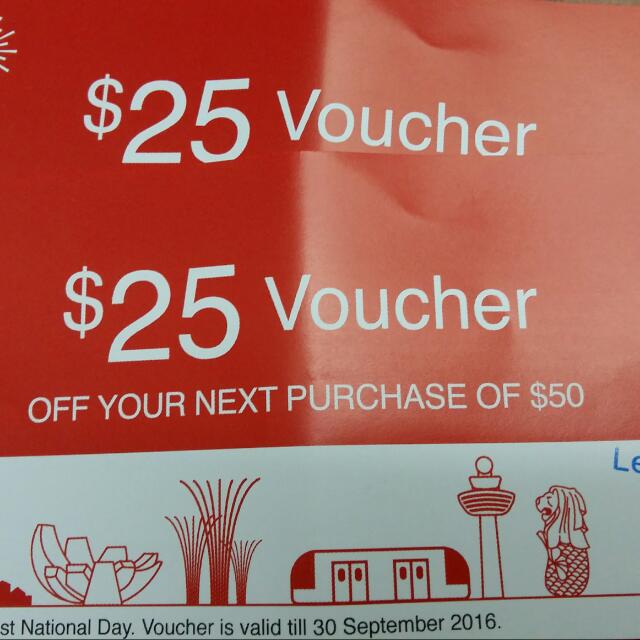 $25 Voucher
$25 Voucher
OFF YOUR NEXT PURCHASE OF $50
Le
st National Day. Voucher is valid till 30 September 2016.